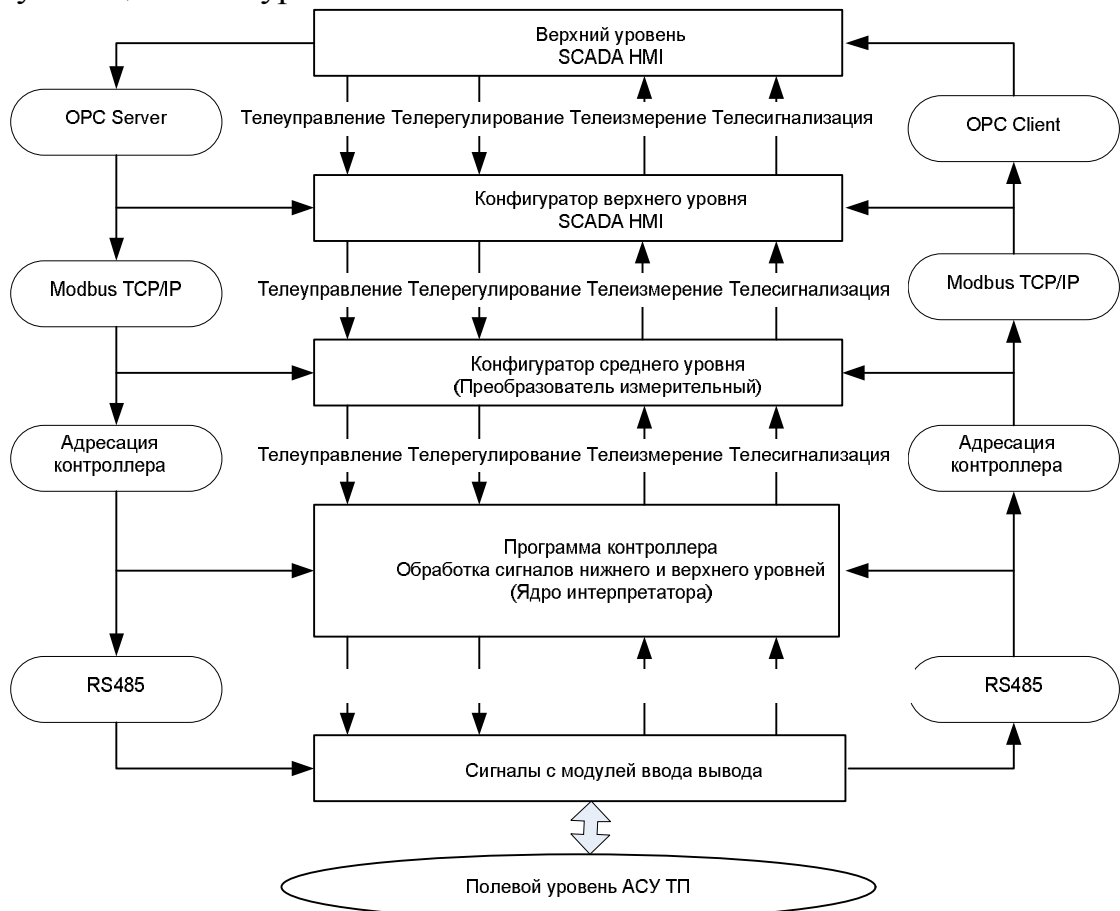 Верхний уровень
SCADA HMI
OPC Server
Телеуправление Телерегулирование Телеизмерение Телесигнализация
OPC Client
Конфигуратор верхнего уровня
SCADA HMI
Modbus TCP/IP
Телеуправление Телерегулирование Телеизмерение Телесигнализация
Modbus TCP/IP
Конфигуратор среднего уровня
(Преобразователь измерительный)
Адресация
контроллера
Телеуправление Телерегулирование Телеизмерение Телесигнализация
Адресация
контроллера
Программа контроллера
Обработка сигналов нижнего и верхнего уровней
(Ядро интерпретатора)
RS485
RS485
Сигналы с модулей ввода вывода
Полевой уровень АСУ ТП